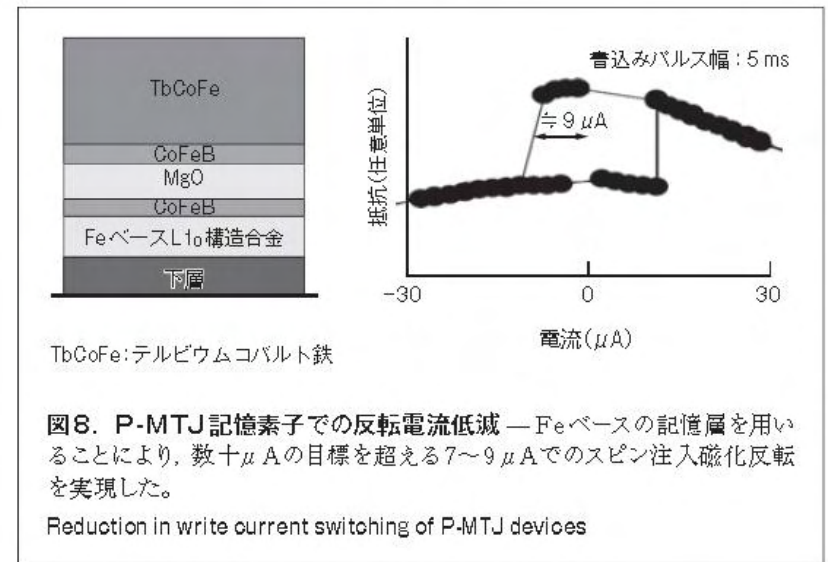 TbCoFe
CoFeB
MgO
CoFeB
FeベースL1₀構造合金
下層
TbCoFe:テルビウムコバルト鉄
書込みパルス幅:5 ms
≒9 μA
抵抗(任意単位)
-30
0
30
電流(μA)
図8. P-MTJ記憶素子での反転電流低減 — Feベースの記憶層を用い
ることにより,数十μAの目標を超える7〜9μAでのスピン注入磁化反転
を実現した。
Reduction in write current switching of P-MTJ devices